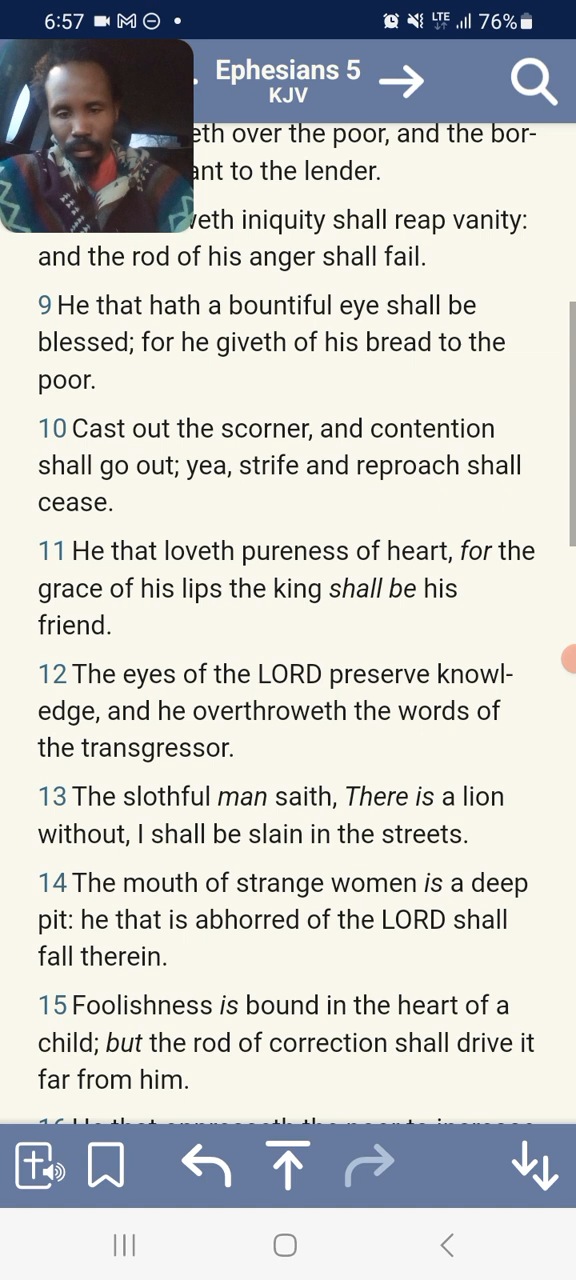 6:57
LTE
76%
Ephesians 5
KJV
eth over the poor, and the bor-
ant to the lender.
veth iniquity shall reap vanity:
and the rod of his anger shall fail.
9 He that hath a bountiful eye shall be
blessed; for he giveth of his bread to the
poor.
10 Cast out the scorner, and contention
shall go out; yea, strife and reproach shall
cease.
11 He that loveth pureness of heart, for the
grace of his lips the king shall be his
friend.
12 The eyes of the LORD preserve knowl-
edge, and he overthroweth the words of
the transgressor.
13 The slothful man saith, There is a lion
without, I shall be slain in the streets.
14 The mouth of strange women is a deep
pit: he that is abhorred of the LORD shall
fall therein.
15 Foolishness is bound in the heart of a
child; but the rod of correction shall drive it
far from him.